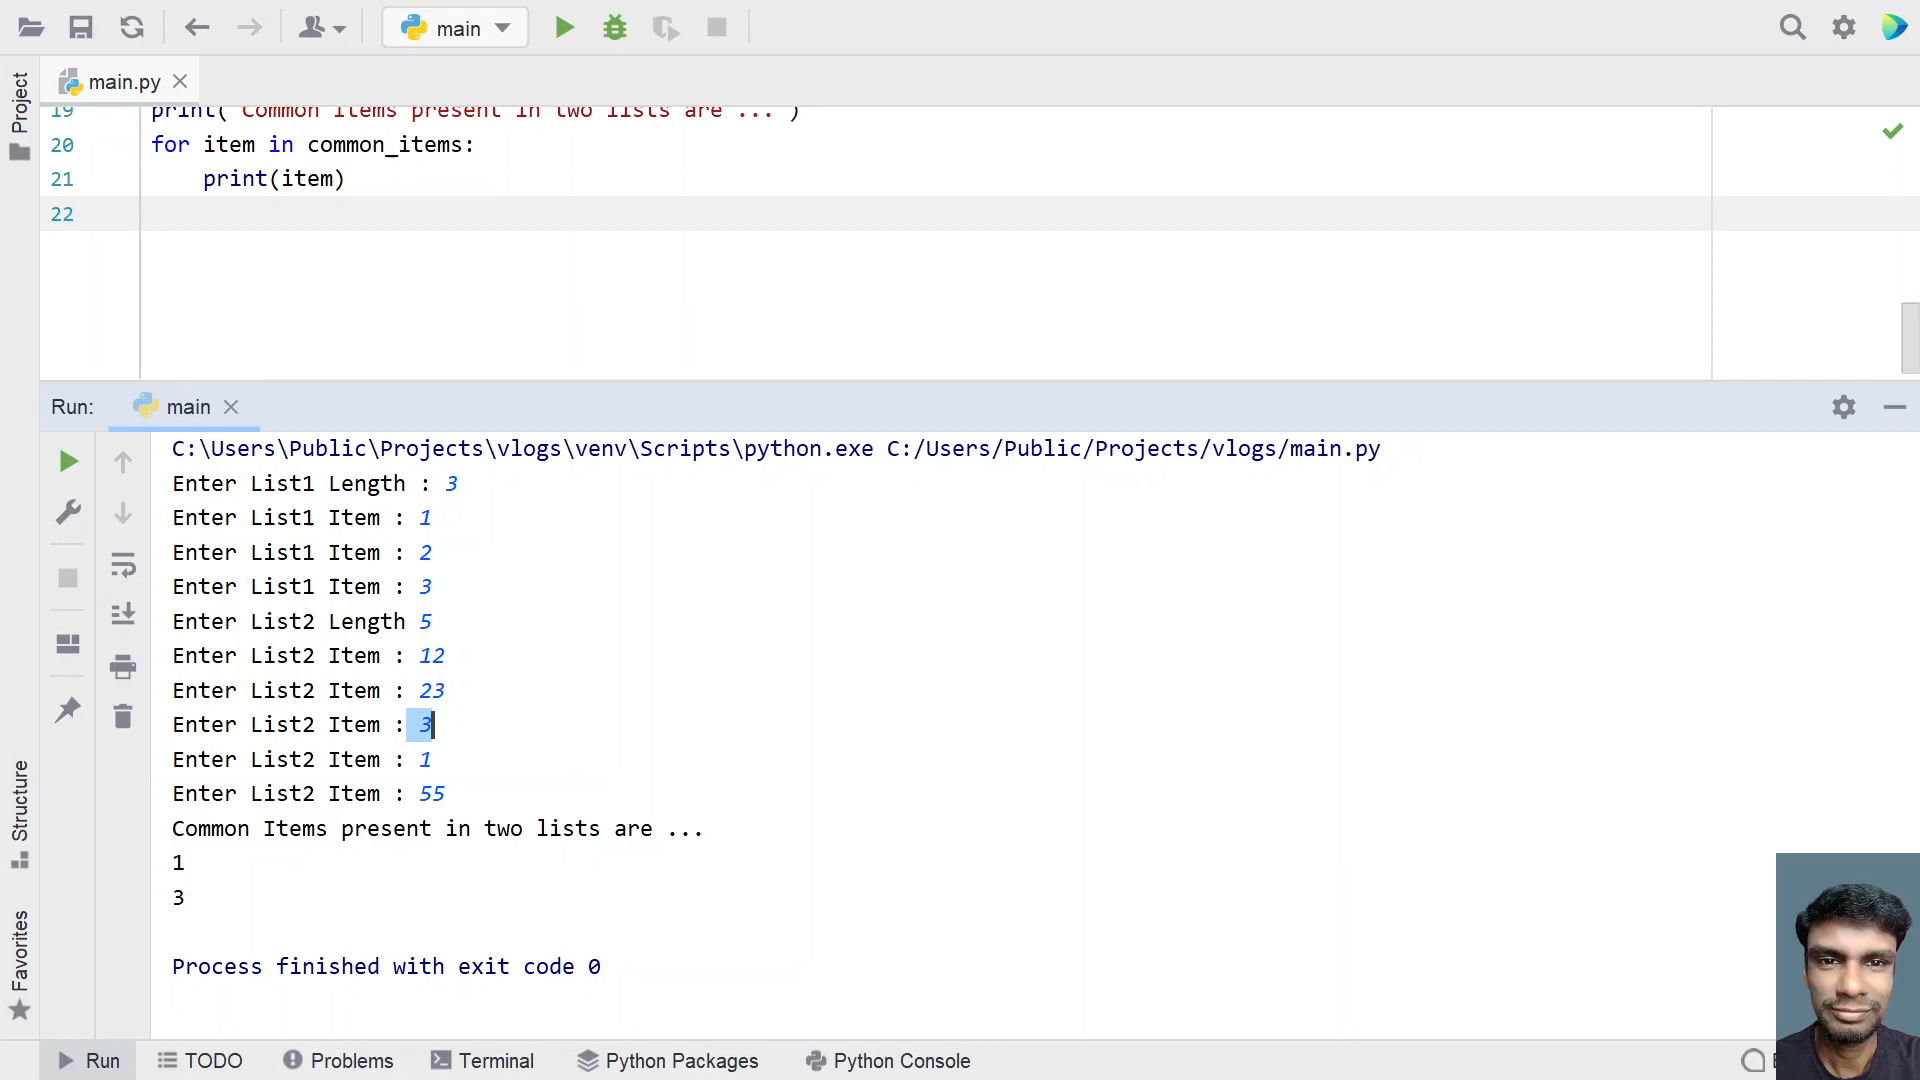 main
main.py
Project
19 print("Common Items present in two lists are ...")
20 for item in common_items:
21 print(item)
22
Run: main
C:\Users\Public\Projects\vlogs\venv\Scripts\python.exe C:/Users/Public/Projects/vlogs/main.py
Enter List1 Length : 3
Enter List1 Item : 1
Enter List1 Item : 2
Enter List1 Item : 3
Enter List2 Length 5
Enter List2 Item : 12
Enter List2 Item : 23
Enter List2 Item : 3
Enter List2 Item : 1
Enter List2 Item : 55
Common Items present in two lists are ...
1
3
Process finished with exit code 0
Structure
Favorites
Run TODO Problems Terminal Python Packages Python Console